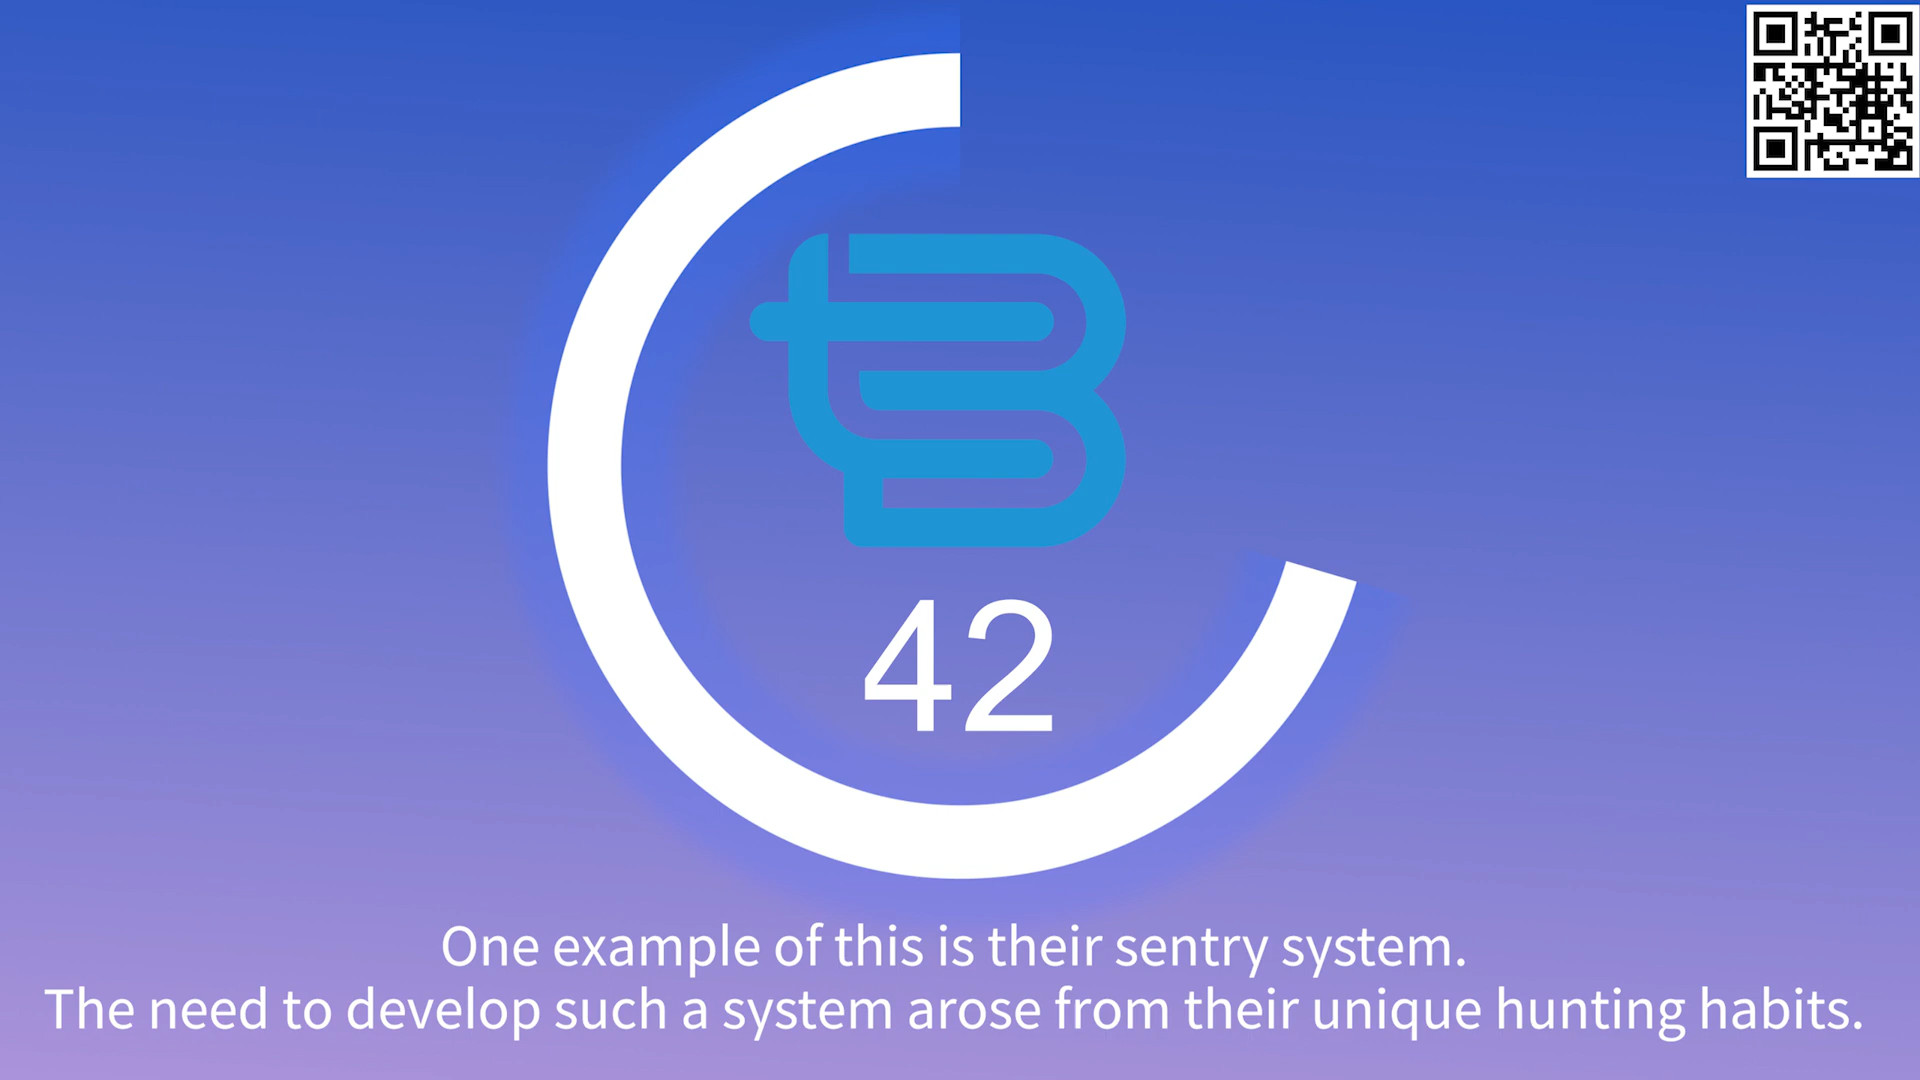 42
One example of this is their sentry system.
The need to develop such a system arose from their unique hunting habits.